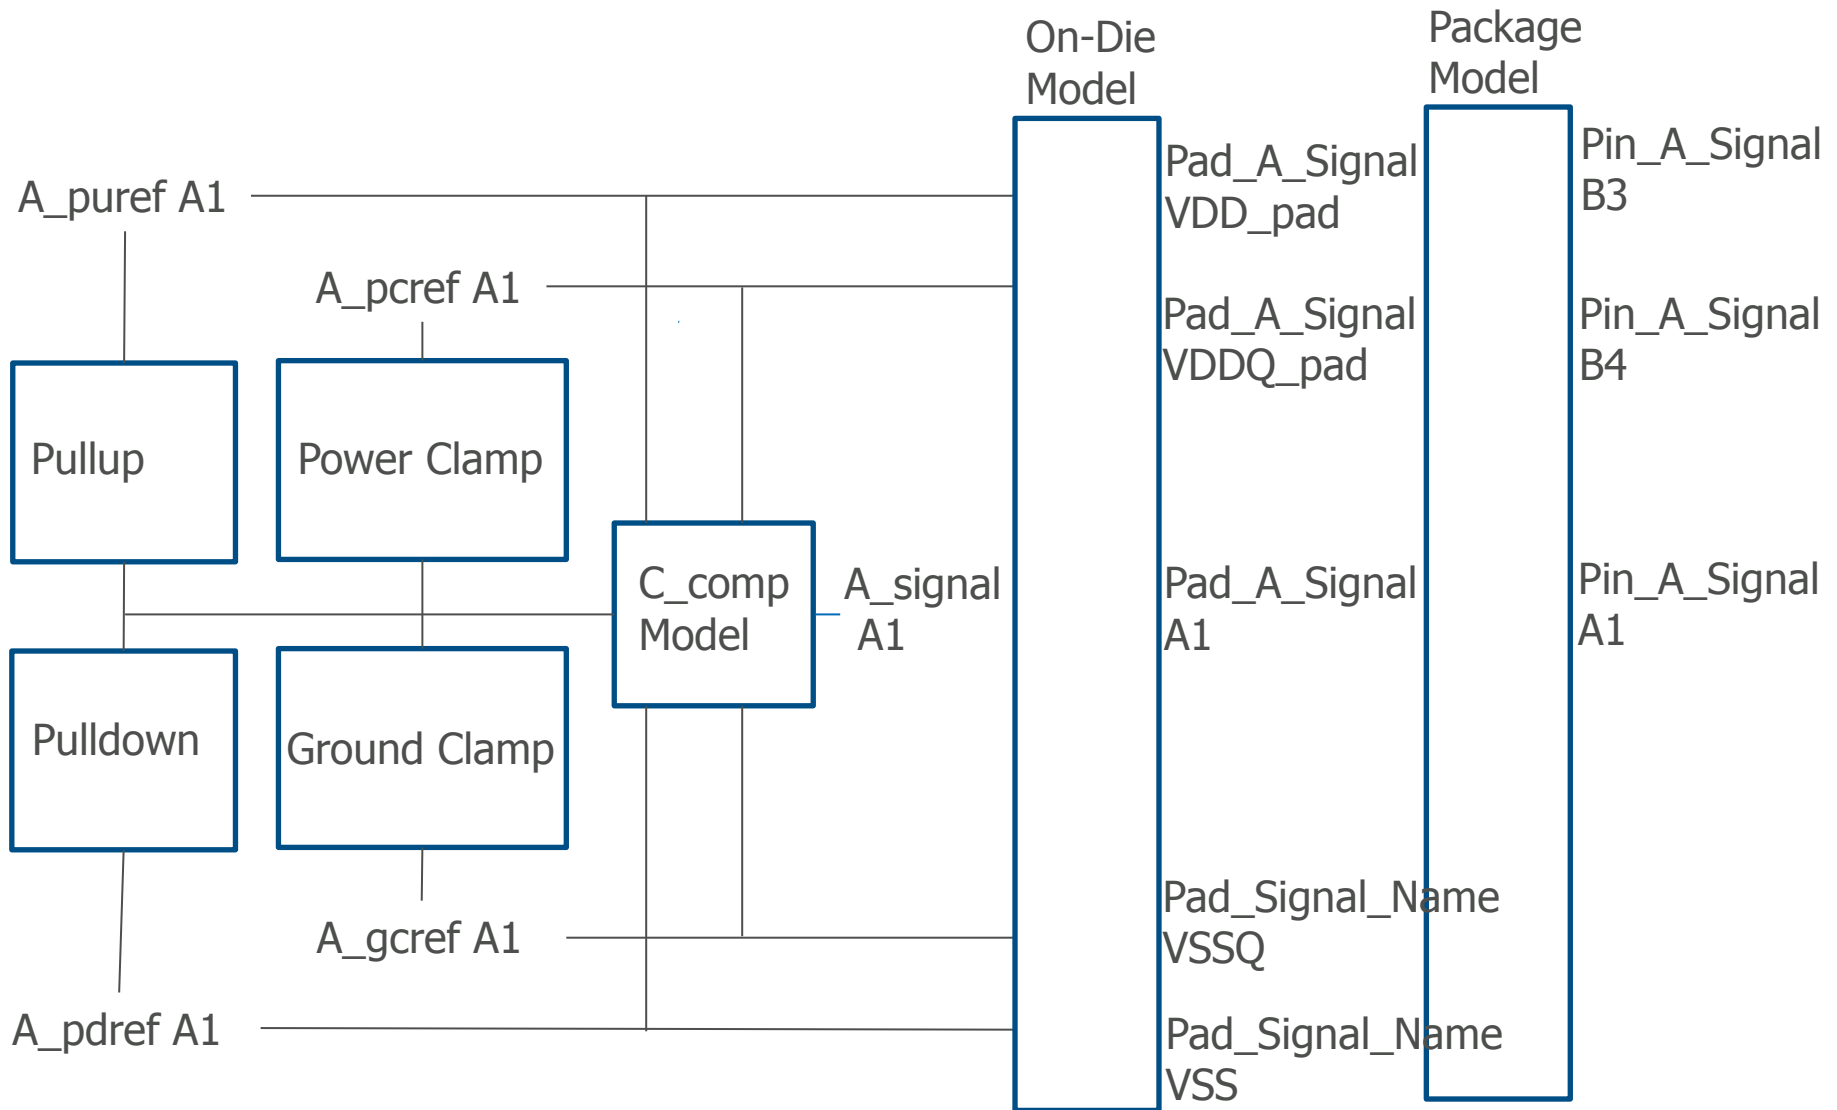 On-Die
Model
Package
Model
Pad_A_Signal
VDD_pad
Pin_A_Signal
B3
A_puref A1
A_pcref A1
Pad_A_Signal
VDDQ_pad
Pin_A_Signal
B4
Pullup
Power Clamp
C_comp
Model
A_signal
A1
Pad_A_Signal
A1
Pin_A_Signal
A1
Pulldown
Ground Clamp
A_gcref A1
Pad_Signal_Name
VSSQ
A_pdref A1
Pad_Signal_Name
VSS